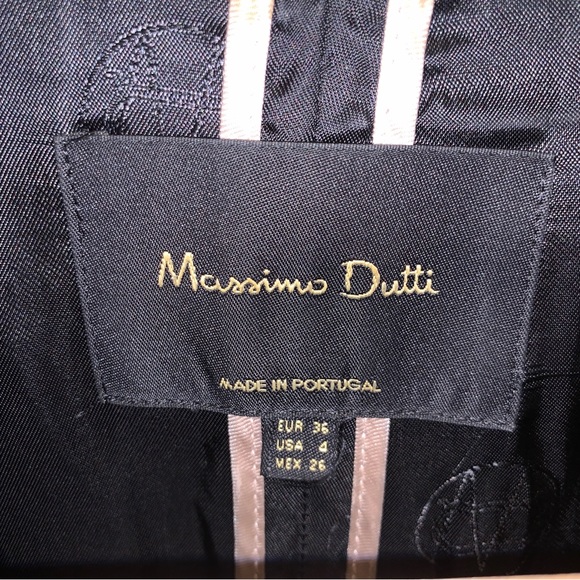 Massimo Dutti
MADE IN PORTUGAL
EUR 36
USA 4
MEX 26